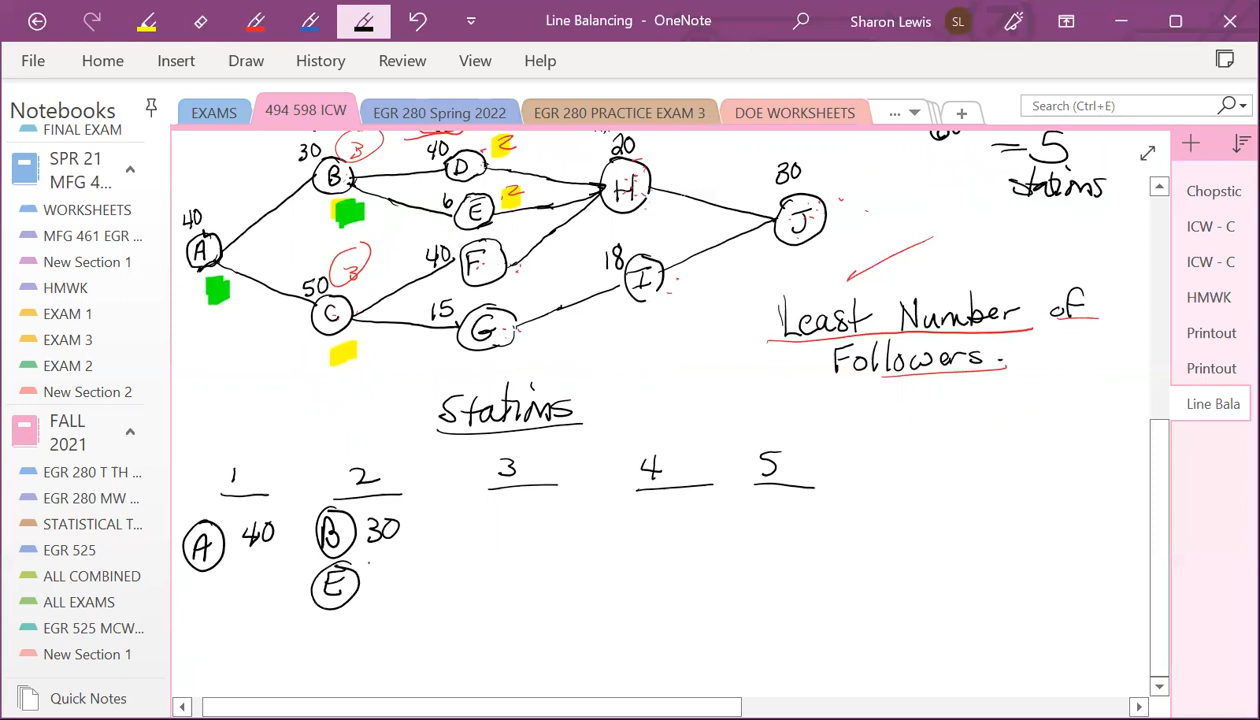 Line Balancing - OneNote
Sharon Lewis
SL
File Home Insert Draw History Review View Help
Notebooks
EXAMS
494 598 ICW
EGR 280 Spring 2022
EGR 280 PRACTICE EXAM 3
DOE WORKSHEETS
...
Search (Ctrl+E)
FINAL EXAM
SPR 21
MFG 4...
WORKSHEETS
MFG 461 EGR ...
New Section 1
HMWK
EXAM 1
EXAM 3
EXAM 2
New Section 2
FALL
2021
EGR 280 T TH ...
EGR 280 MW ...
STATISTICAL T...
EGR 525
ALL COMBINED
ALL EXAMS
EGR 525 MCW...
New Section 1
Quick Notes
= 5
stations
30 3 40 2 20
B D H 30
6 2
E J
40 A
3 40 F 18 I
50 C
15 G
Least Number of
Followers.
Stations
1 2 3 4 5
A 40 B 30
E
Chopstic
ICW - C
ICW - C
HMWK
Printout
Printout
Line Bala